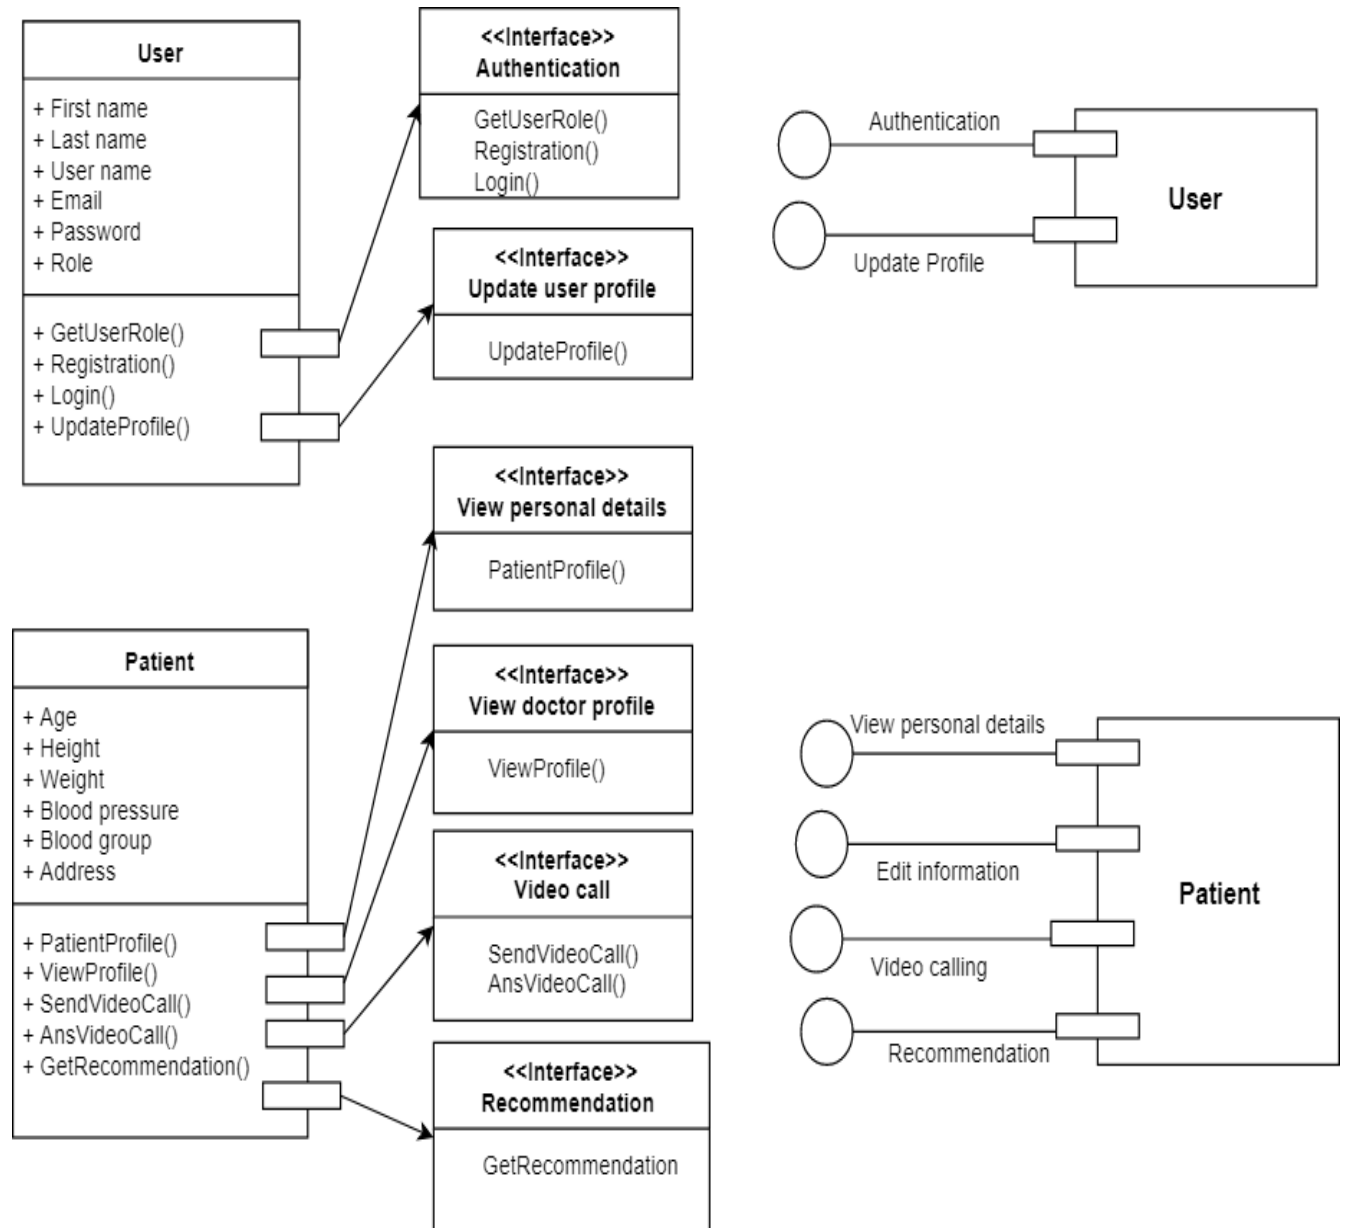 User
+ First name
+ Last name
+ User name
+ Email
+ Password
+ Role
+ GetUserRole()
+ Registration()
+ Login()
+ UpdateProfile()
<<Interface>>
Authentication
GetUserRole()
Registration()
Login()
<<Interface>>
Update user profile
UpdateProfile()
Authentication
Update Profile
User
Patient
+ Age
+ Height
+ Weight
+ Blood pressure
+ Blood group
+ Address
+ PatientProfile()
+ ViewProfile()
+ SendVideoCall()
+ AnsVideoCall()
+ GetRecommendation()
<<Interface>>
View personal details
PatientProfile()
<<Interface>>
View doctor profile
ViewProfile()
<<Interface>>
Video call
SendVideoCall()
AnsVideoCall()
<<Interface>>
Recommendation
GetRecommendation
View personal details
Edit information
Video calling
Recommendation
Patient